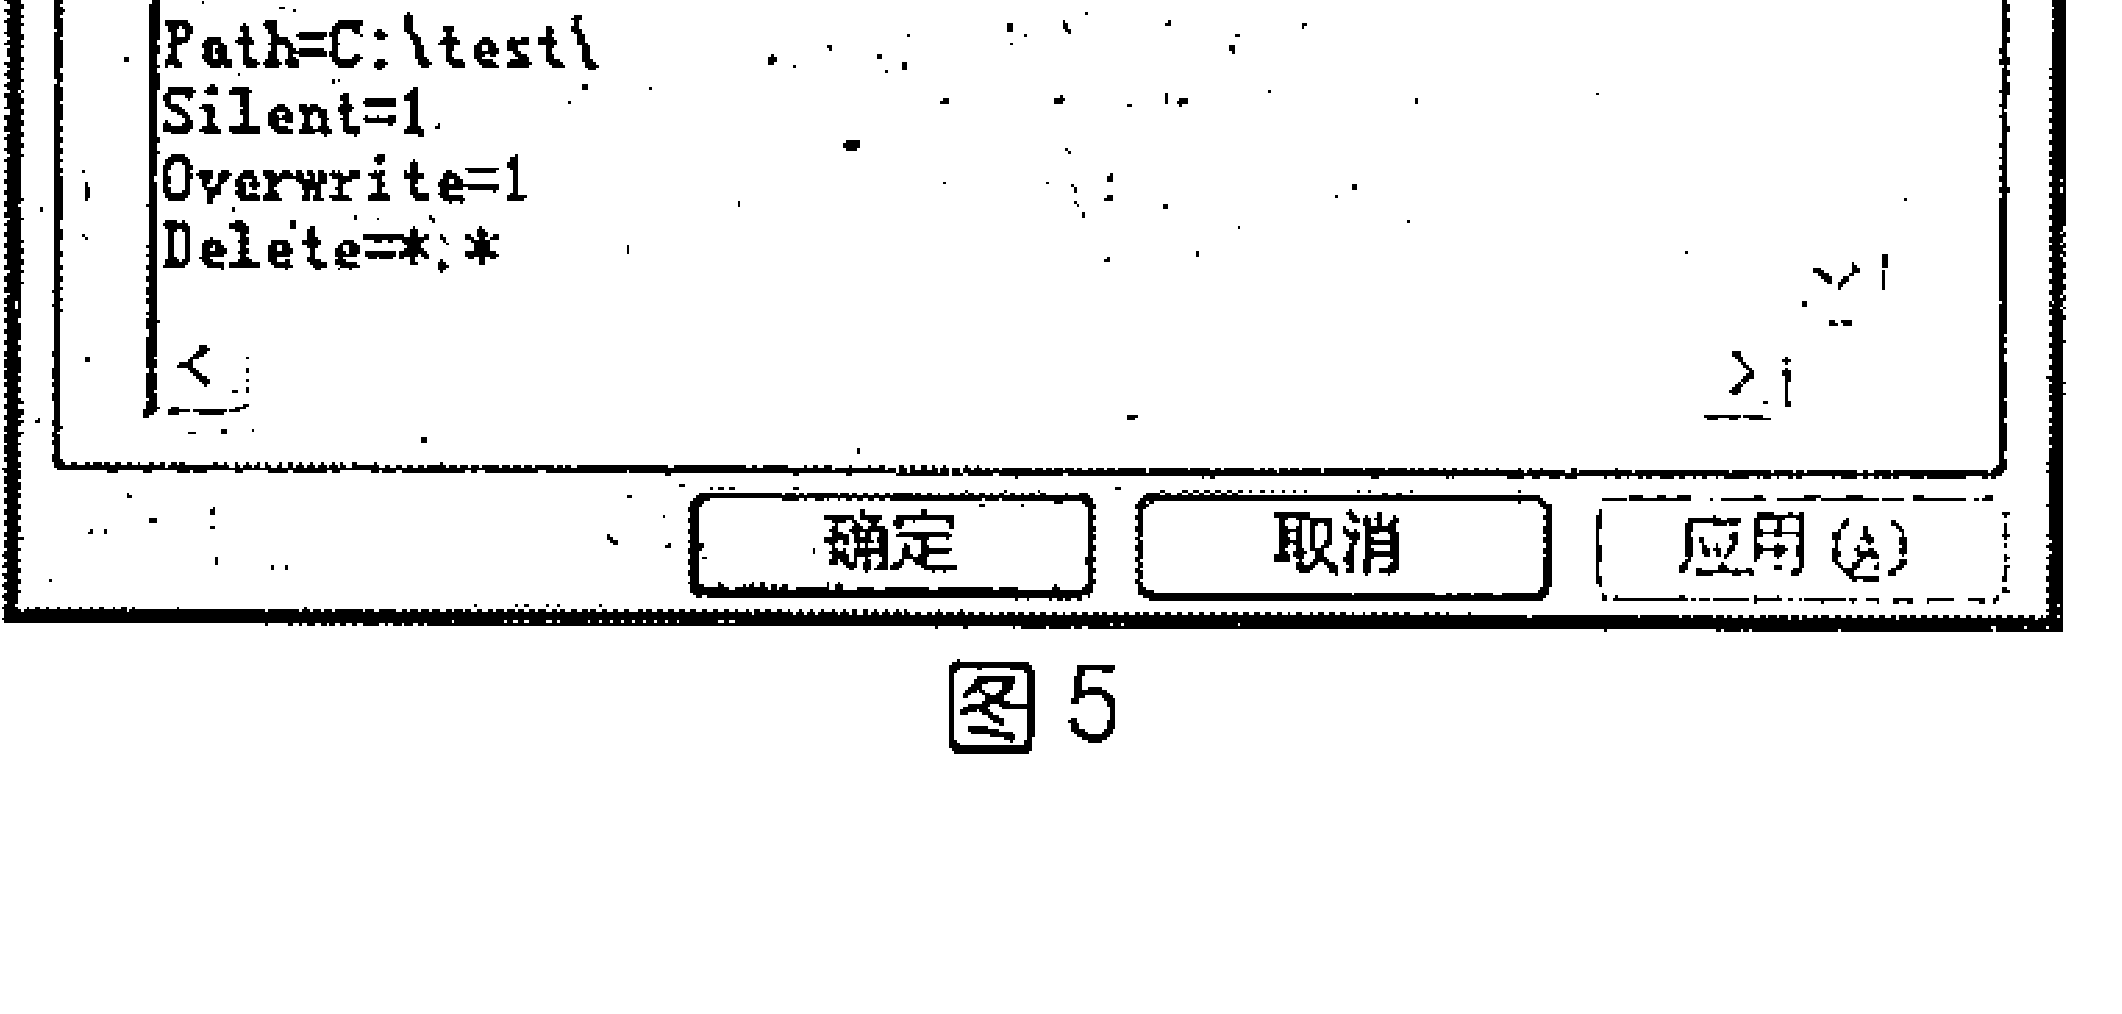 Path=C:\test\
Silent=1
Overwrite=1
Delete=*.*
<
>
确定 取消 应用(A)
图 5